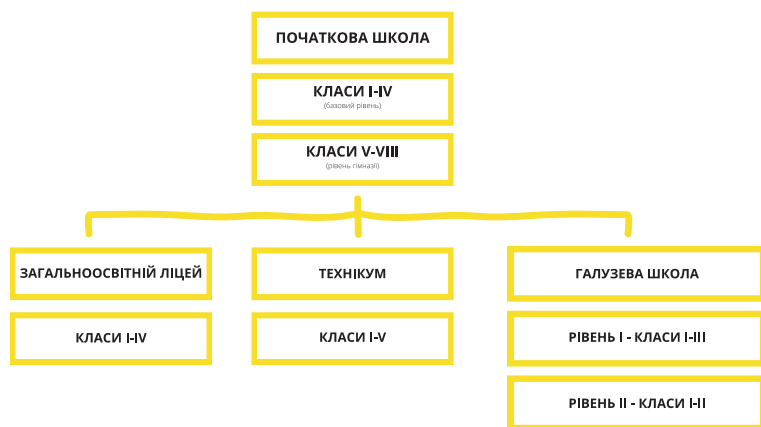 ПОЧАТКОВА ШКОЛА
КЛАСИ I-IV
(базовий рівень)
КЛАСИ V-VIII
(рівень гімназії)
ЗАГАЛЬНООСВІТНІЙ ЛІЦЕЙ
КЛАСИ I-IV
ТЕХНІКУМ
КЛАСИ I-V
ГАЛУЗЕВА ШКОЛА
РІВЕНЬ I - КЛАСИ I-III
РІВЕНЬ II - КЛАСИ I-II